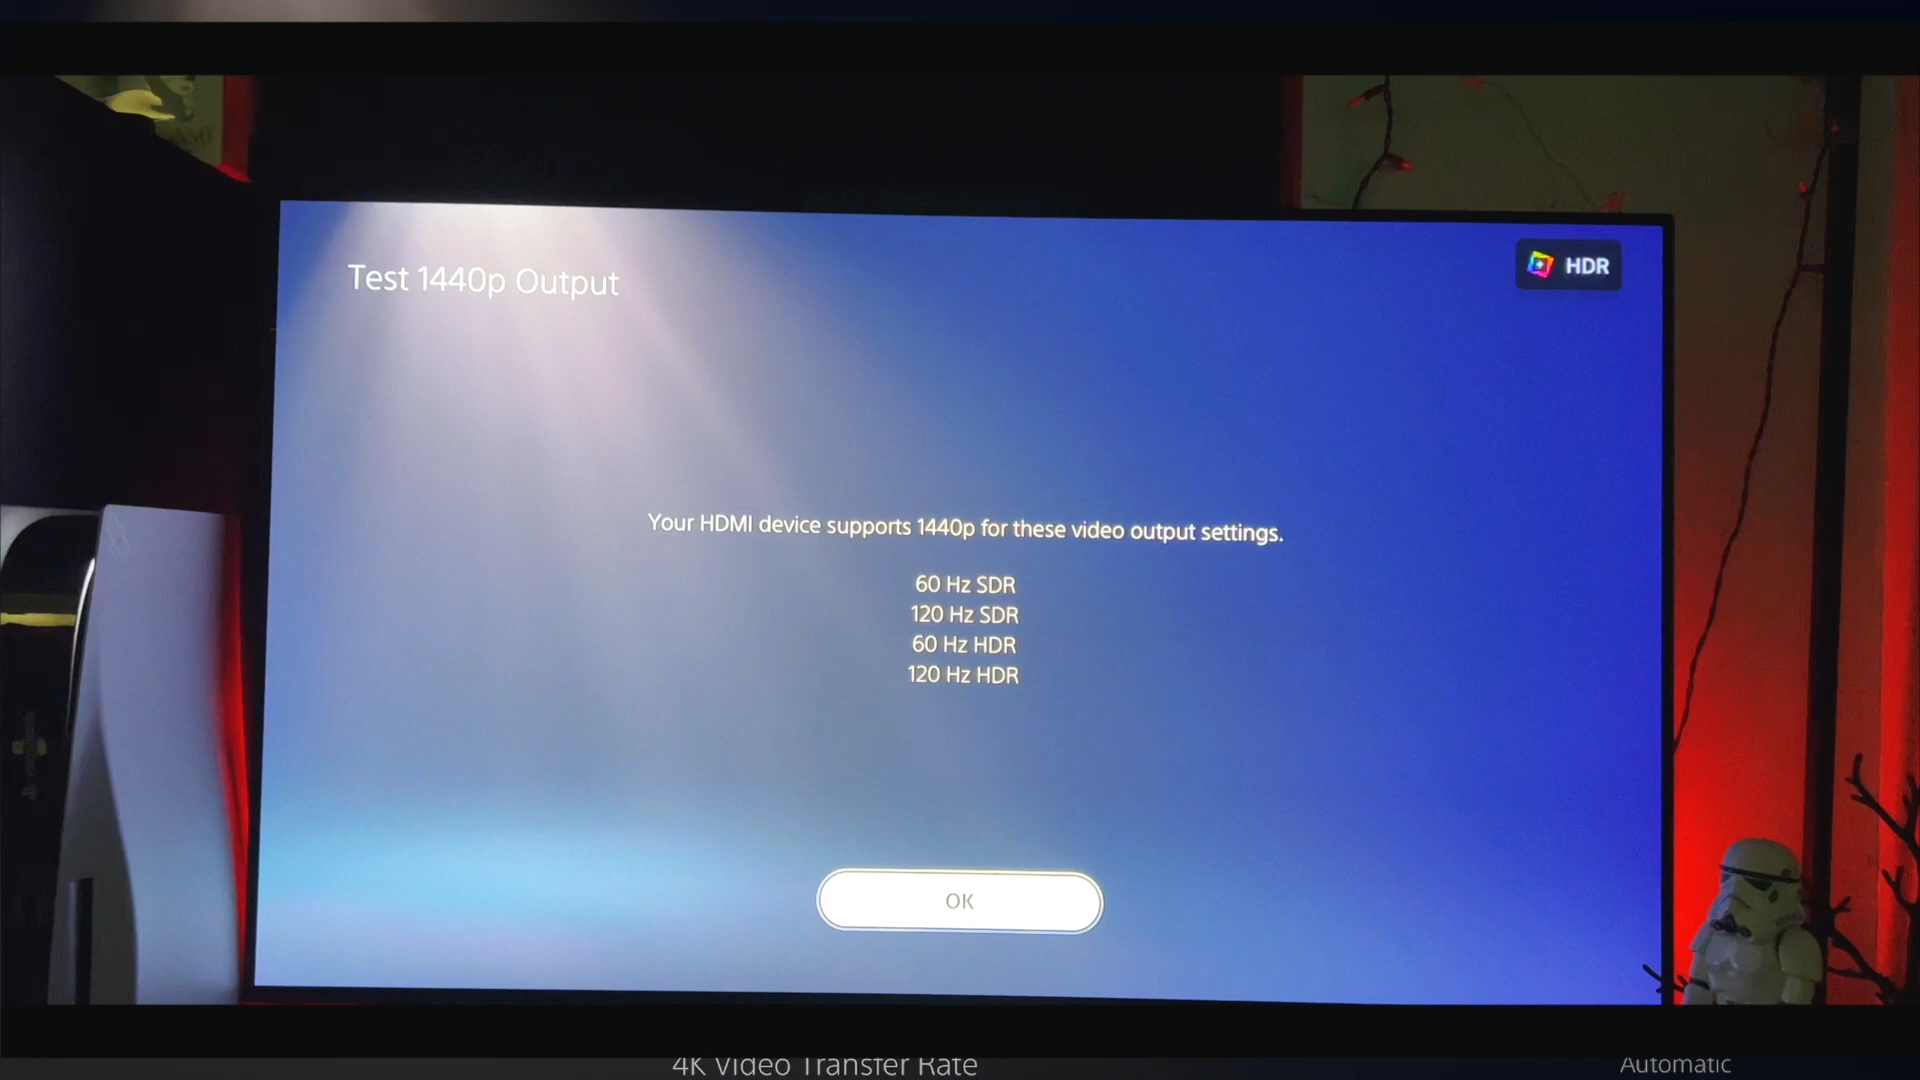 Test 1440p Output
HDR
Your HDMI device supports 1440p for these video output settings.
60 Hz SDR
120 Hz SDR
60 Hz HDR
120 Hz HDR
OK
4K Video Transfer Rate
Automatic